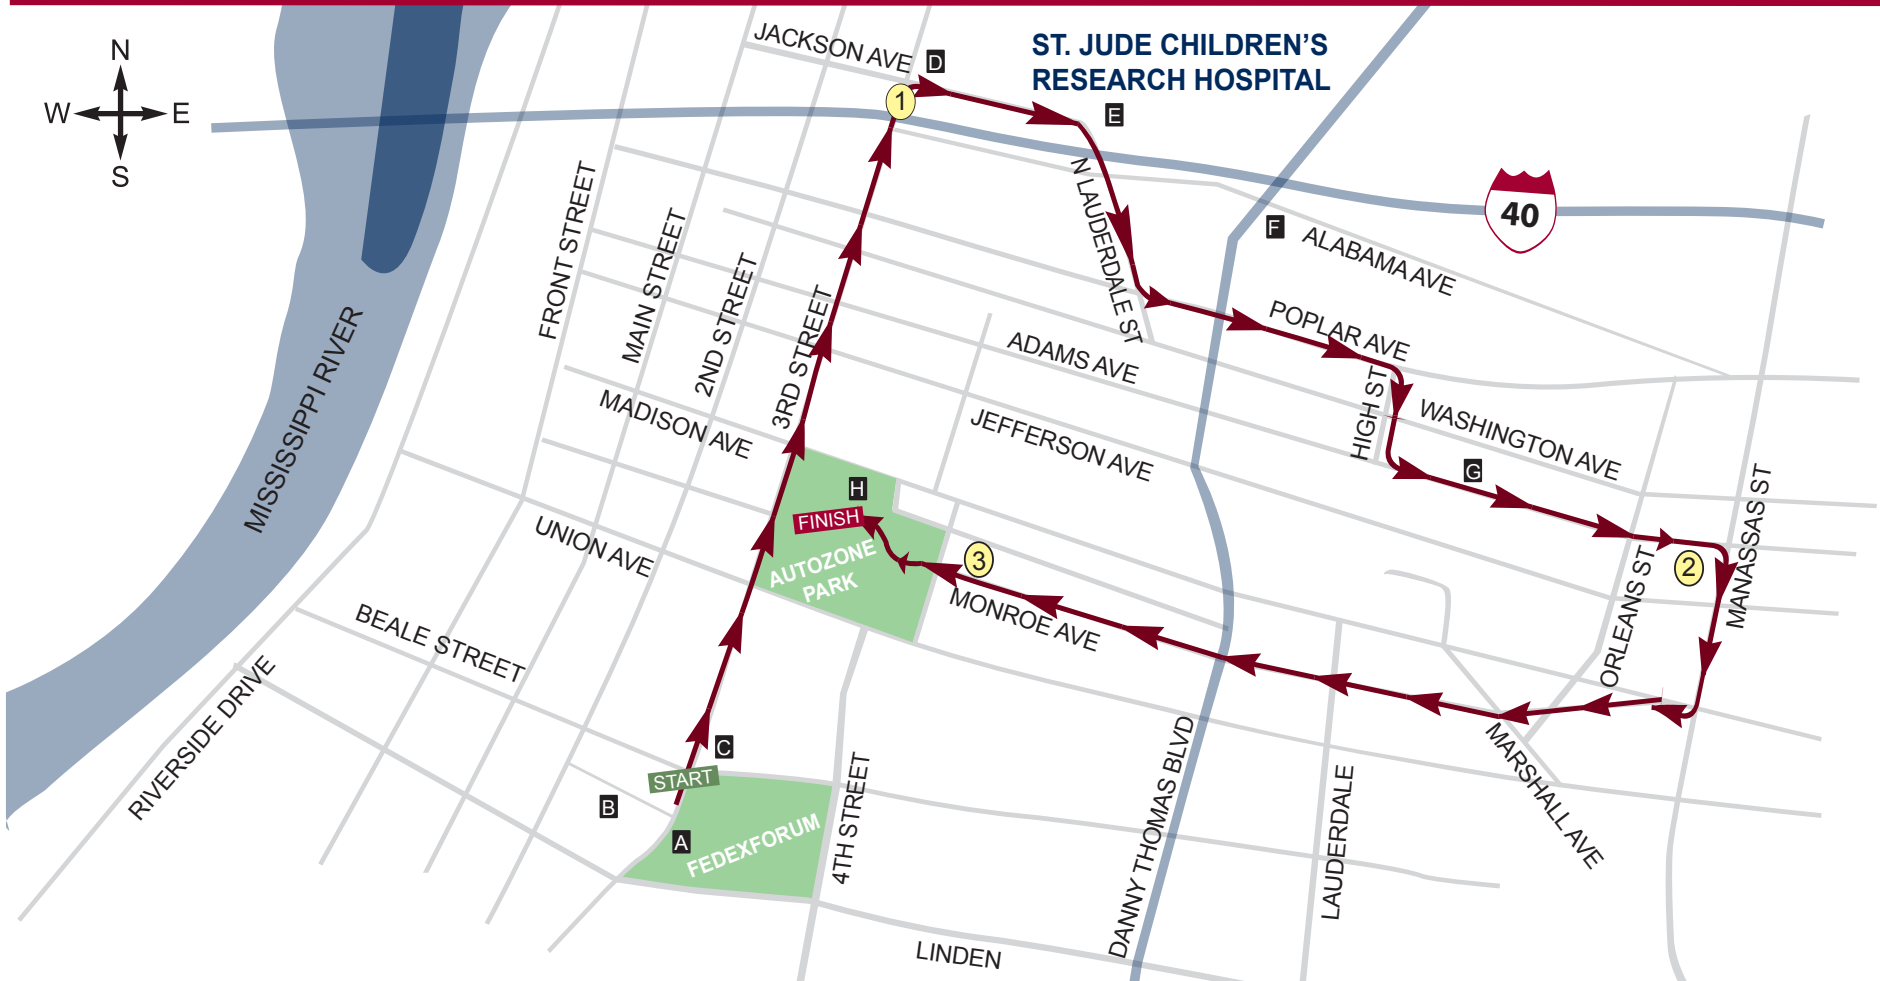 N
W
E
S
JACKSON AVE
D
ST. JUDE CHILDREN'S
RESEARCH HOSPITAL
1
E
N LAUDERDALE ST
40
F
ALABAMA AVE
FRONT STREET
MAIN STREET
2ND STREET
3RD STREET
POPLAR AVE
ADAMS AVE
HIGH ST
WASHINGTON AVE
MISSISSIPPI RIVER
MADISON AVE
JEFFERSON AVE
G
MANASSAS ST
H
FINISH
AUTOZONE
PARK
3
2
UNION AVE
MONROE AVE
ORLEANS ST
BEALE STREET
RIVERSIDE DRIVE
C
START
B
A
FEDEXFORUM
4TH STREET
DANNY THOMAS BLVD
LAUDERDALE
MARSHALL AVE
LINDEN